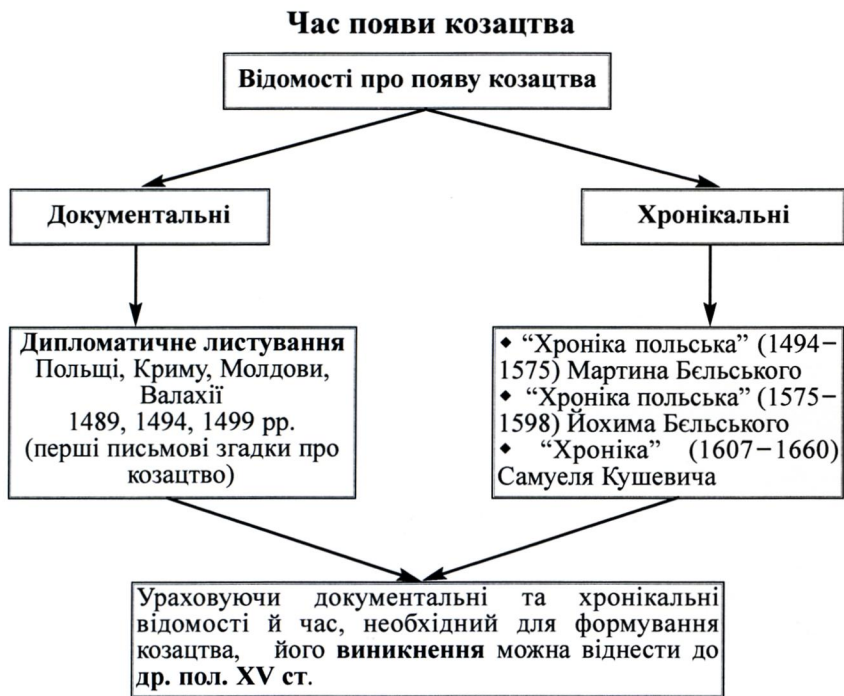 Час появи козацтва
Відомості про появу козацтва
Документальні
Хронікальні
Дипломатичне листування
Польщі, Криму, Молдови,
Валахії
1489, 1494, 1499 рр.
(перші письмові згадки про
козацтво)
◆ “Хроніка польська” (1494–
1575) Мартина Бєльського
◆ “Хроніка польська” (1575–
1598) Йохима Бєльського
◆ “Хроніка” (1607–1660)
Самуеля Кушевича
Ураховуючи документальні та хронікальні
відомості й час, необхідний для формування
козацтва, його виникнення можна віднести до
др. пол. XV ст.